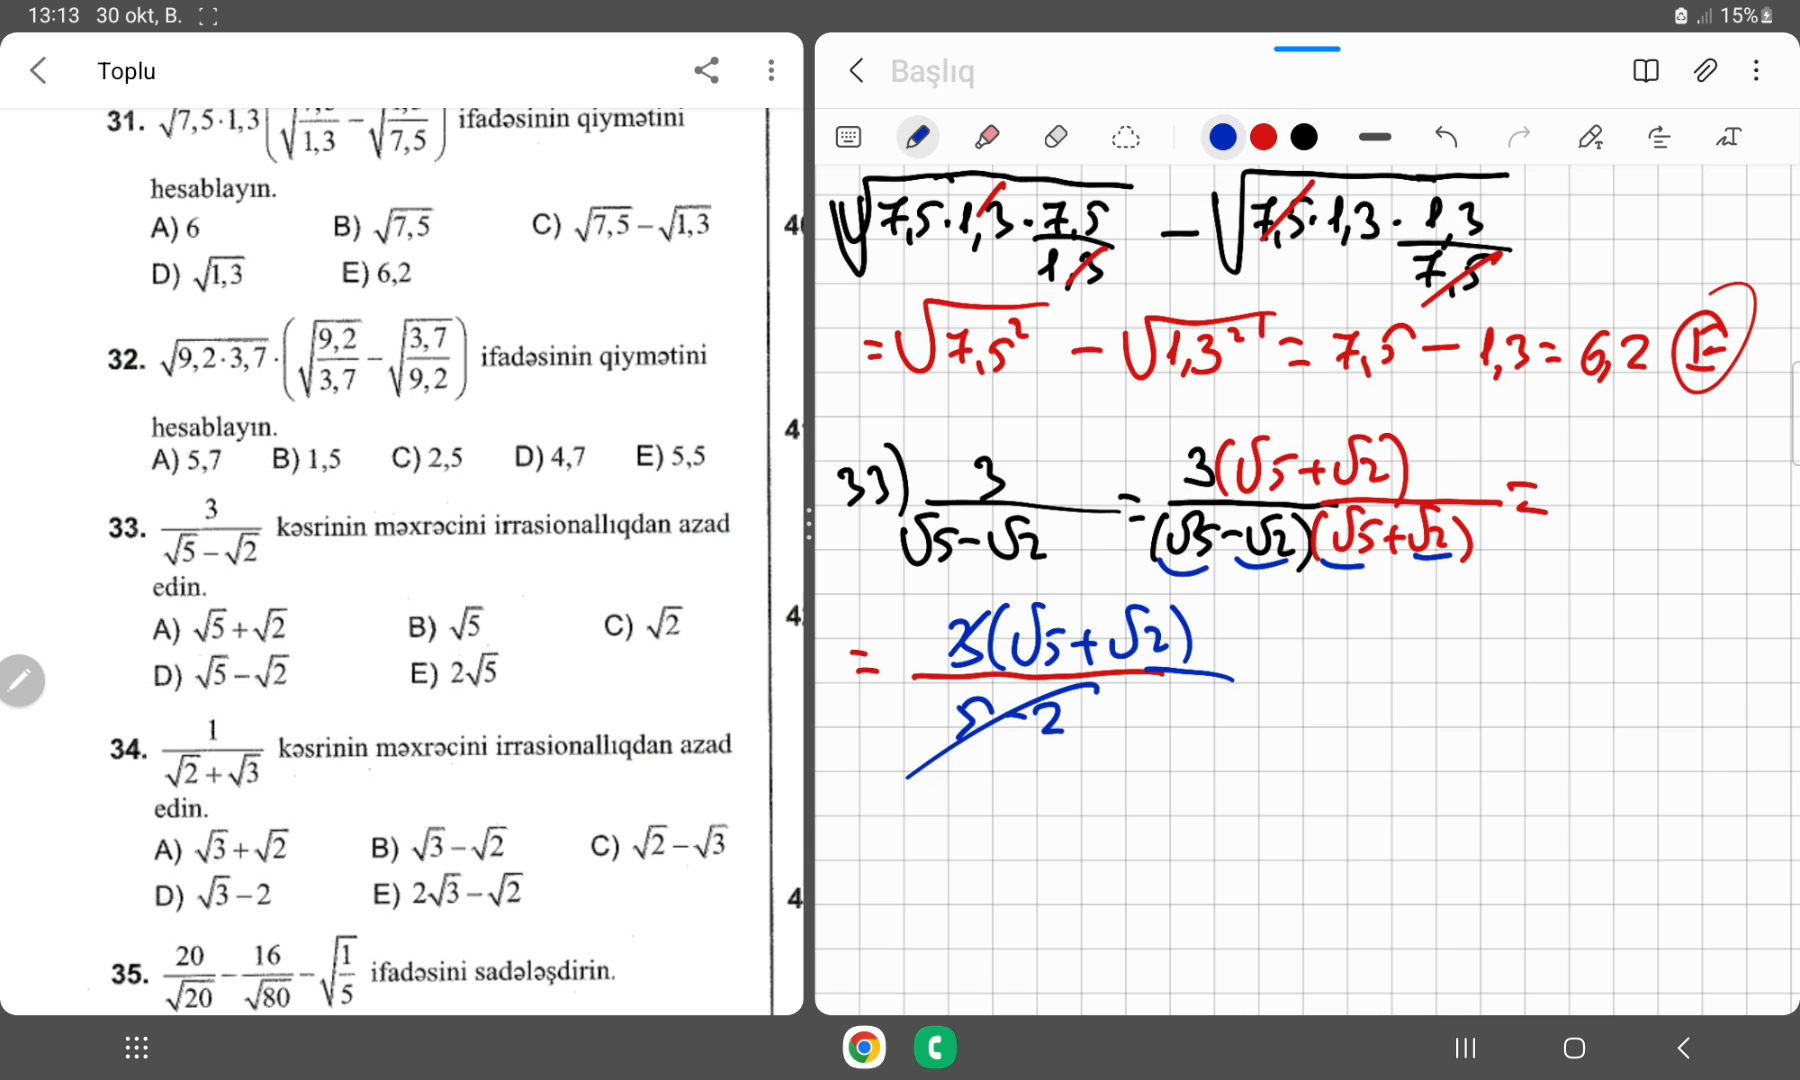 13:13 30 okt, B.
15%
Toplu
31. √7,5·1,3 (√ /1,3 − √ /7,5) ifadəsinin qiymətini
hesablayın.
A) 6 B) √7,5 C) √7,5 − √1,3
D) √1,3 E) 6,2
32. √9,2·3,7 · (√9,2/3,7 − √3,7/9,2) ifadəsinin qiymətini
hesablayın.
A) 5,7 B) 1,5 C) 2,5 D) 4,7 E) 5,5
33. 3/(√5 − √2) kəsrinin məxrəcini irrasionallıqdan azad
edin.
A) √5 + √2 B) √5 C) √2
D) √5 − √2 E) 2√5
34. 1/(√2 + √3) kəsrinin məxrəcini irrasionallıqdan azad
edin.
A) √3 + √2 B) √3 − √2 C) √2 − √3
D) √3 − 2 E) 2√3 − √2
35. 20/√20 − 16/√80 − √1/5 ifadəsini sadələşdirin.
Başlıq
√7,5·1,3·7,5/1,3 − √7,5·1,3·1,3/7,5
= √7,5² − √1,3² = 7,5 − 1,3 = 6,2 E
33) 3/(√5−√2) = 3(√5+√2)/(√5−√2)(√5+√2) =
= 3(√5+√2)/(5−2)